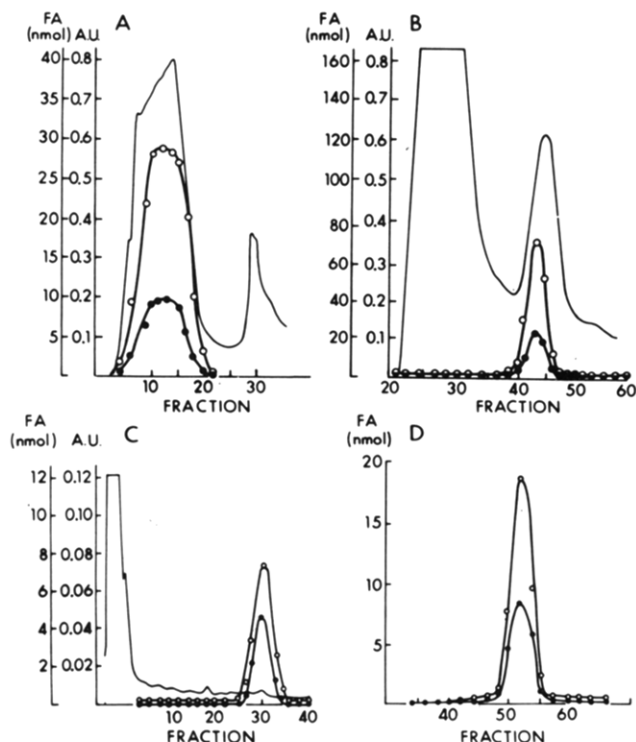 FA A.U. A
(nmol)
40 0.8
35 0.7
30 0.6
25 0.5
20 0.4
15 0.3
10 0.2
5 0.1
10 20 30
FRACTION
FA A.U. B
(nmol)
160 0.8
140 0.7
120 0.6
100 0.5
80 0.4
60 0.3
40 0.2
20 0.1
20 30 40 50 60
FRACTION
FA A.U. C
(nmol)
12 0.12
10 0.10
8 0.08
6 0.06
4 0.04
2 0.02
10 20 30 40
FRACTION
FA D
(nmol)
20
15
10
5
40 50 60
FRACTION